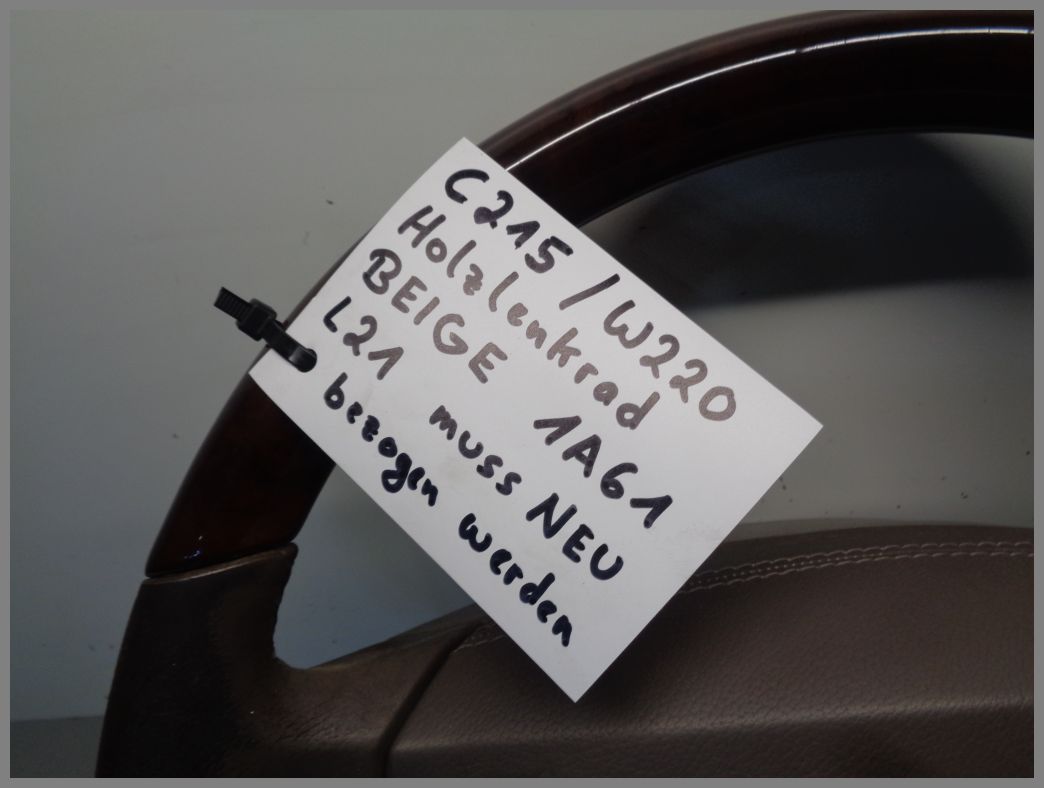 C215 / W220
Holzlenkrad
BEIGE 1A61
L21 muss NEU
bezogen werden